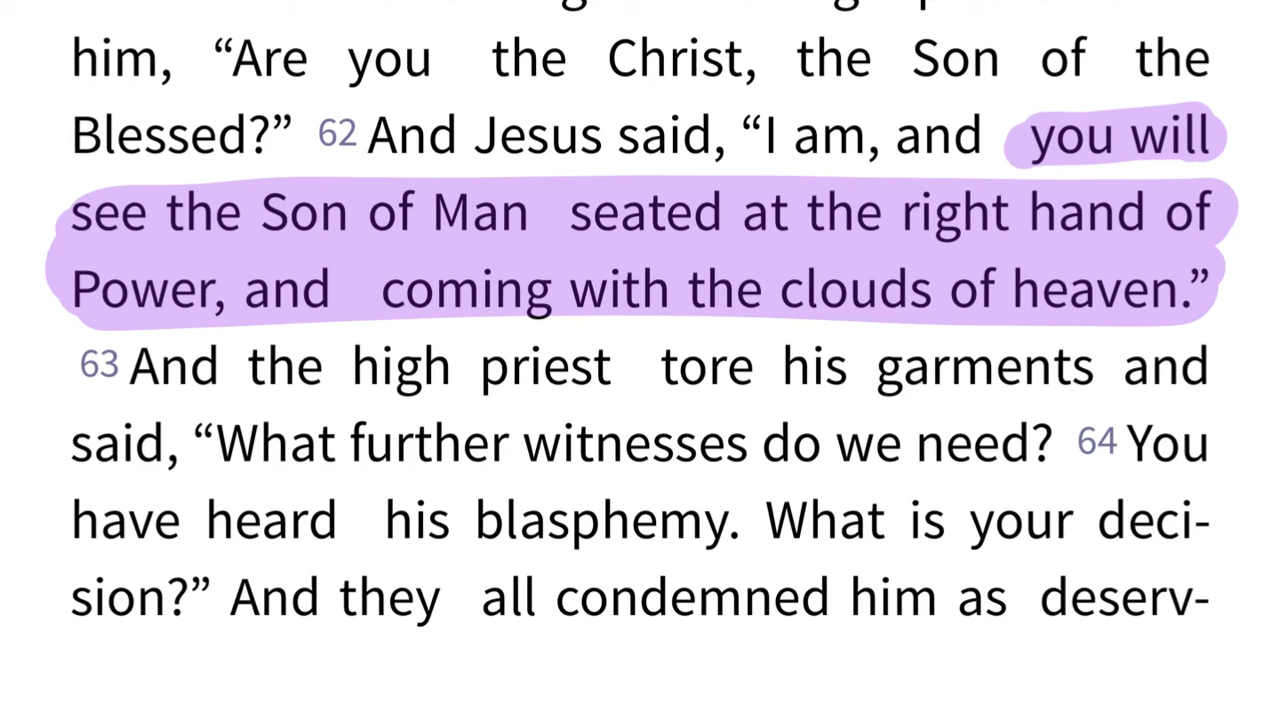 him, “Are you the Christ, the Son of the
Blessed?” 62 And Jesus said, “I am, and you will
see the Son of Man seated at the right hand of
Power, and coming with the clouds of heaven.”
63 And the high priest tore his garments and
said, “What further witnesses do we need? 64 You
have heard his blasphemy. What is your deci-
sion?” And they all condemned him as deserv-